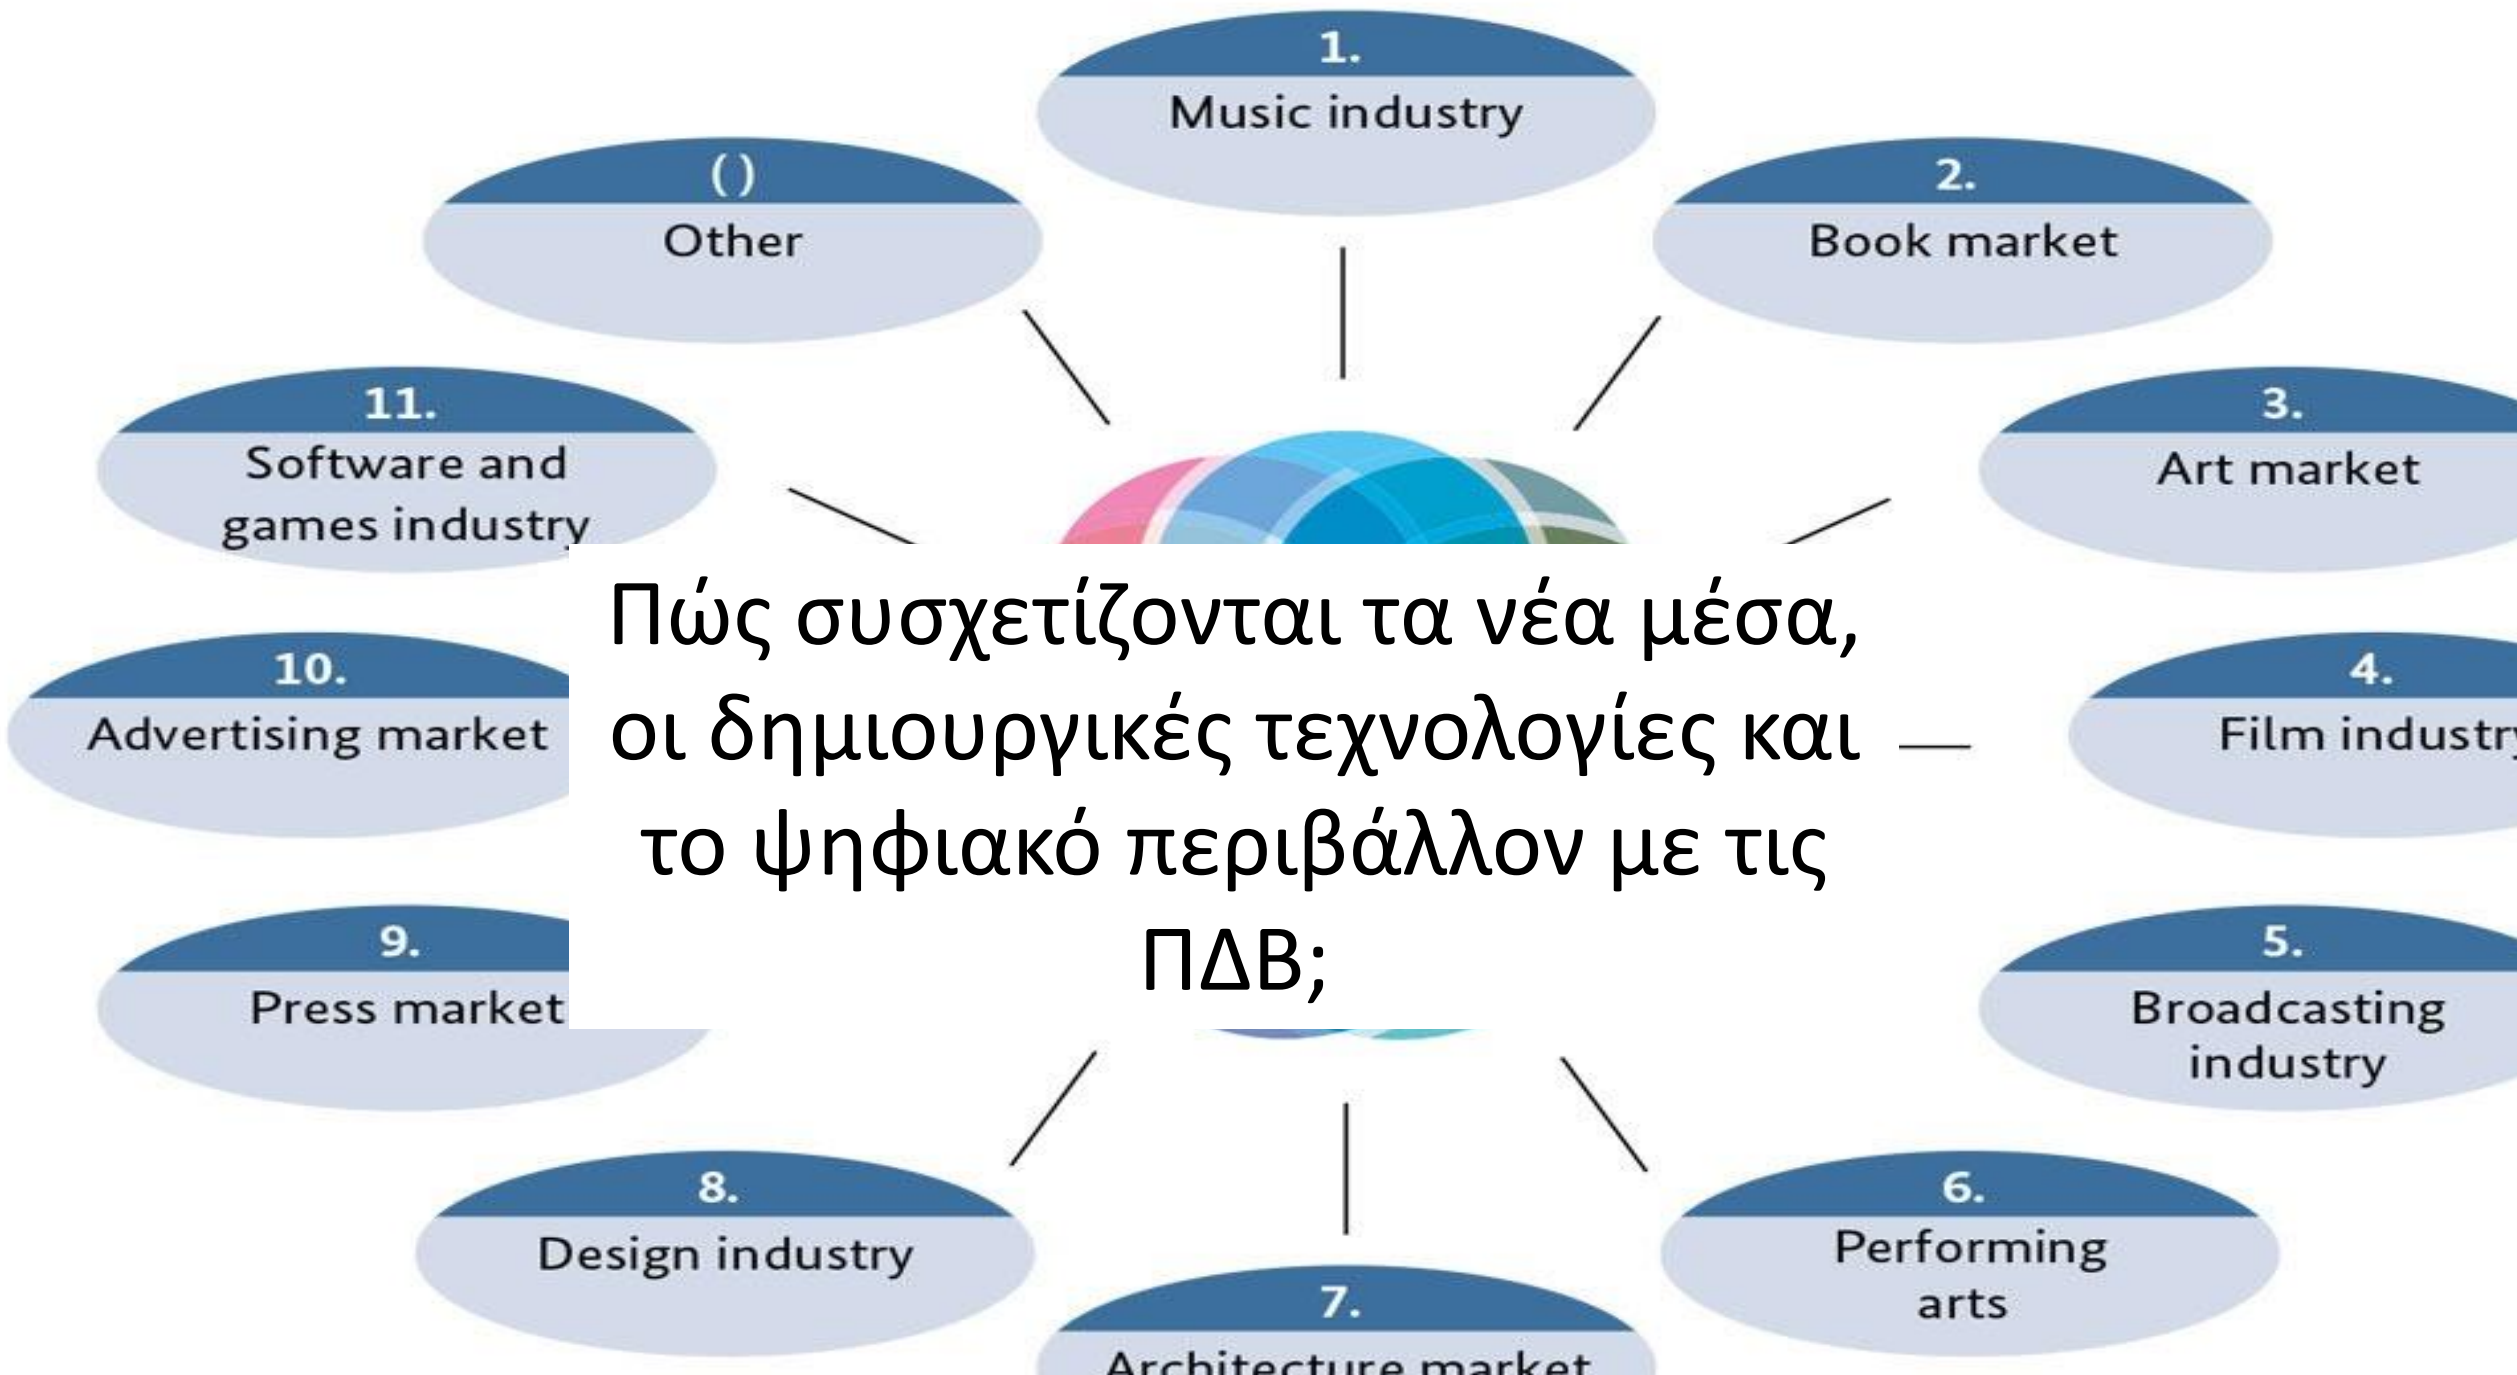 1.
Music industry
( )
Other
2.
Book market
11.
Software and
games industry
3.
Art market
Πώς συσχετίζονται τα νέα μέσα,
οι δημιουργικές τεχνολογίες και
το ψηφιακό περιβάλλον με τις
ΠΔΒ;
10.
Advertising market
4.
Film industry
9.
Press market
5.
Broadcasting
industry
8.
Design industry
6.
Performing
arts
7.
Architecture market